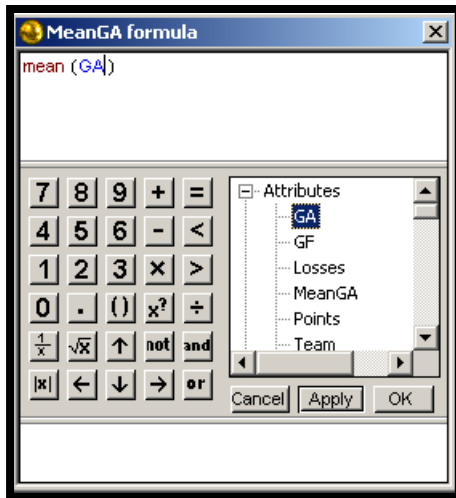 MeanGA formula
mean (GA)
7 8 9 + =
4 5 6 - <
1 2 3 × >
0 . () x? ÷
1/x √x ↑ not and
|x| ← ↓ → or
Attributes
GA
GF
Losses
MeanGA
Points
Team
Cancel Apply OK